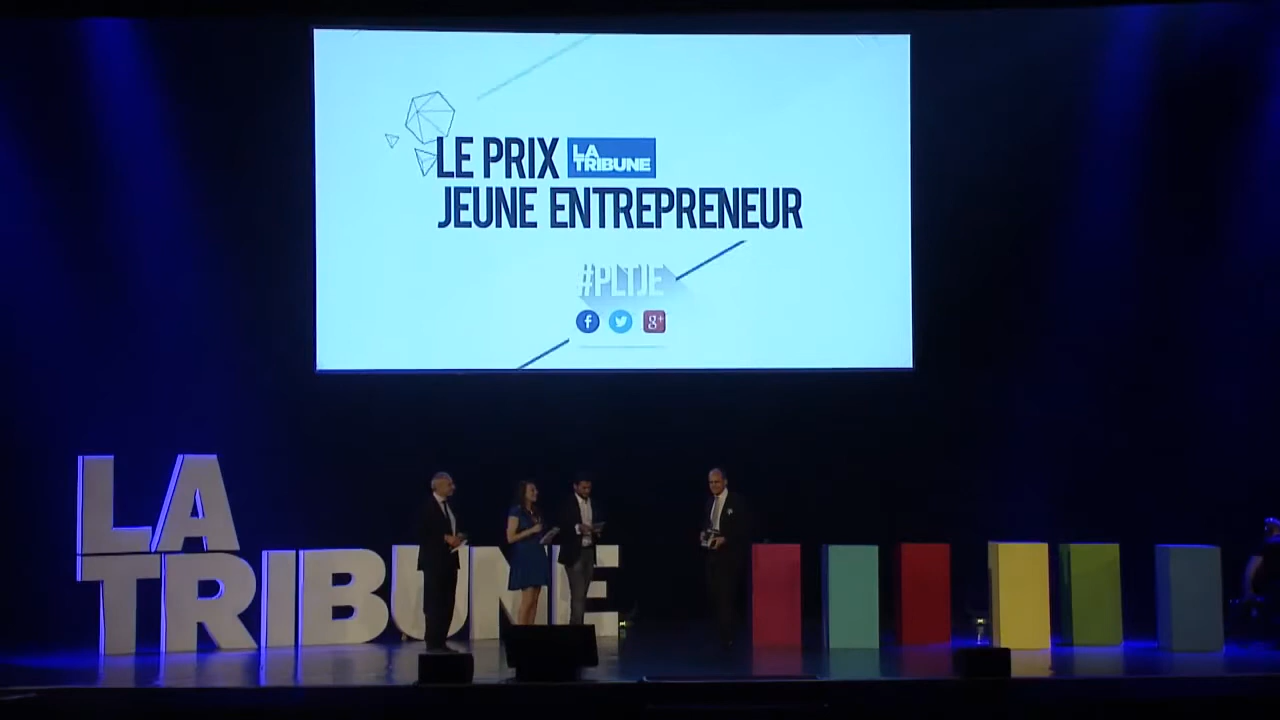 LE PRIX LA TRIBUNE
JEUNE ENTREPRENEUR
#PLTJE
f g+
LA
TRIBUNE